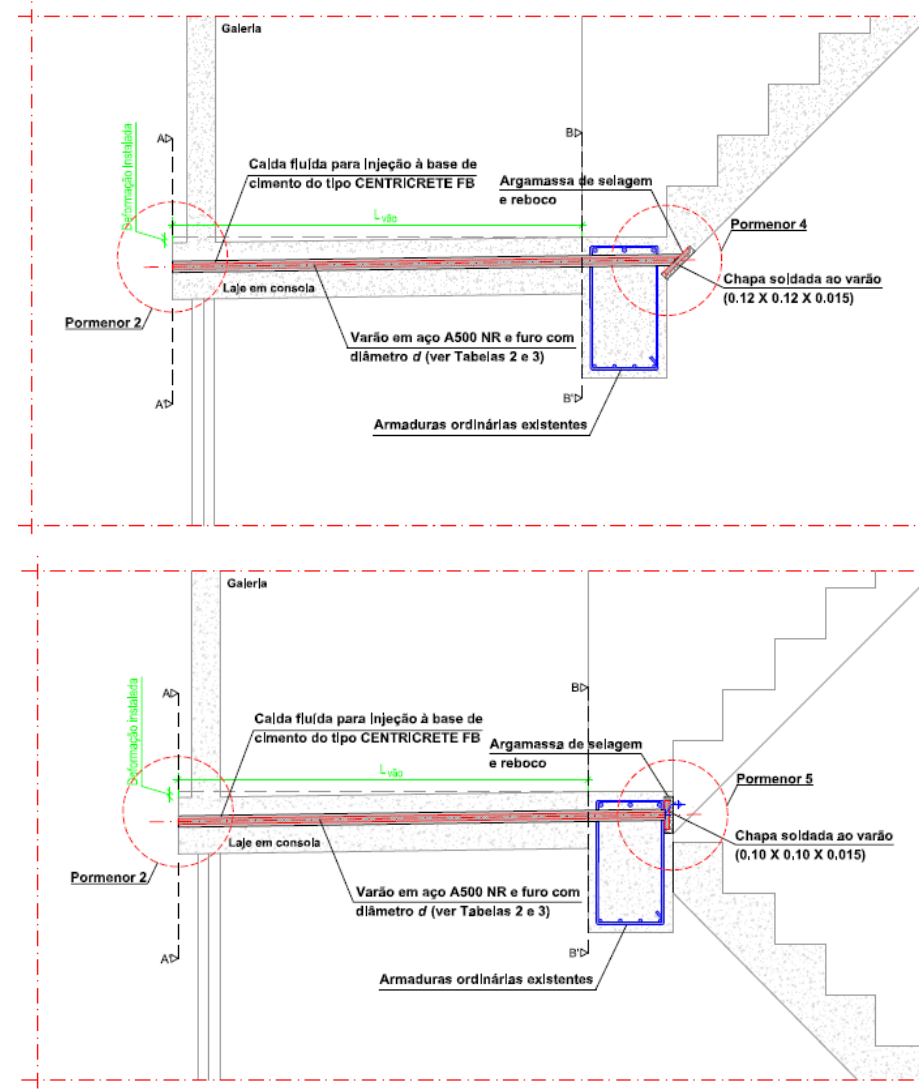 Galeria
A
B
Deformação instalada
Calda fluída para injeção à base de
cimento do tipo CENTRICRETE FB
Argamassa de selagem
e reboco
Lvão
Pormenor 4
Laje em consola
Chapa soldada ao varão
(0.12 X 0.12 X 0.015)
Pormenor 2
Varão em aço A500 NR e furo com
diâmetro d (ver Tabelas 2 e 3)
A'
B'
Armaduras ordinárias existentes
Galeria
A
B
Deformação instalada
Calda fluída para injeção à base de
cimento do tipo CENTRICRETE FB
Argamassa de selagem
e reboco
Lvão
Pormenor 5
Laje em consola
Chapa soldada ao varão
(0.10 X 0.10 X 0.015)
Pormenor 2
Varão em aço A500 NR e furo com
diâmetro d (ver Tabelas 2 e 3)
A'
B'
Armaduras ordinárias existentes